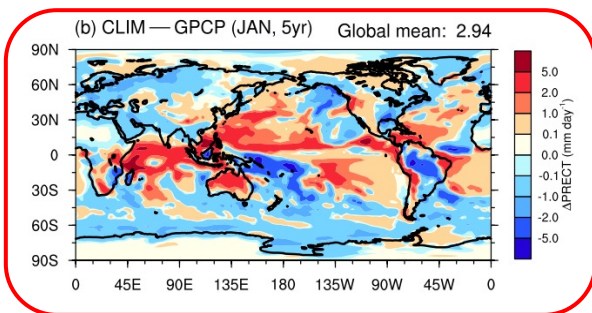 (b) CLIM — GPCP (JAN, 5yr) Global mean: 2.94
90N
60N
30N
0
30S
60S
90S
0 45E 90E 135E 180 135W 90W 45W 0
5.0
2.0
1.0
0.1
0.0
-0.1
-1.0
-2.0
-5.0
ΔPRECT (mm day⁻¹)